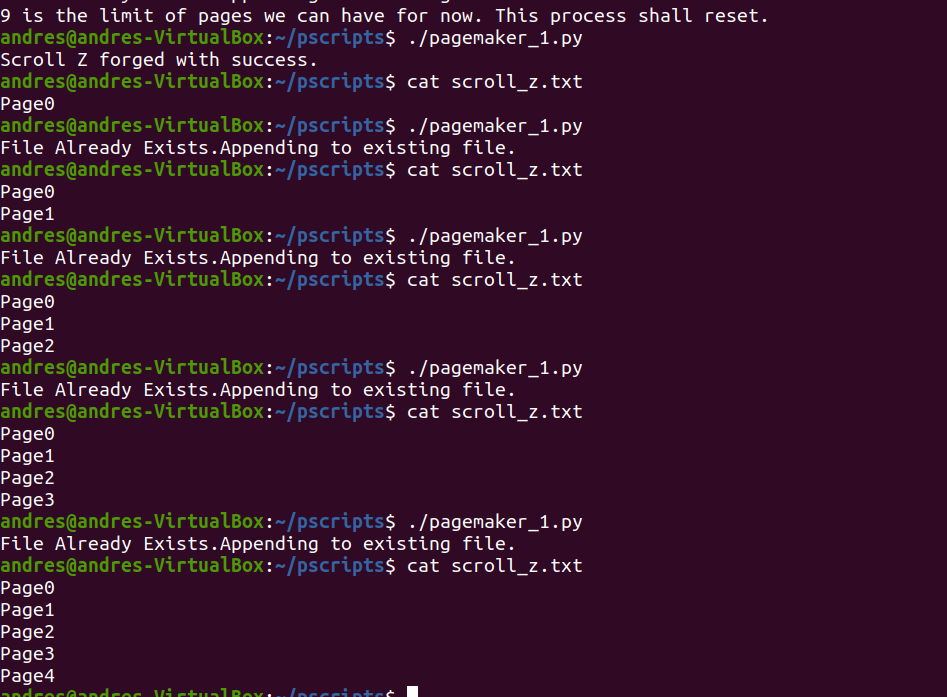 9 is the limit of pages we can have for now. This process shall reset.
andres@andres-VirtualBox:~/pscripts$ ./pagemaker_1.py
Scroll Z forged with success.
andres@andres-VirtualBox:~/pscripts$ cat scroll_z.txt
Page0
andres@andres-VirtualBox:~/pscripts$ ./pagemaker_1.py
File Already Exists.Appending to existing file.
andres@andres-VirtualBox:~/pscripts$ cat scroll_z.txt
Page0
Page1
andres@andres-VirtualBox:~/pscripts$ ./pagemaker_1.py
File Already Exists.Appending to existing file.
andres@andres-VirtualBox:~/pscripts$ cat scroll_z.txt
Page0
Page1
Page2
andres@andres-VirtualBox:~/pscripts$ ./pagemaker_1.py
File Already Exists.Appending to existing file.
andres@andres-VirtualBox:~/pscripts$ cat scroll_z.txt
Page0
Page1
Page2
Page3
andres@andres-VirtualBox:~/pscripts$ ./pagemaker_1.py
File Already Exists.Appending to existing file.
andres@andres-VirtualBox:~/pscripts$ cat scroll_z.txt
Page0
Page1
Page2
Page3
Page4
andres@andres-VirtualBox:~/pscripts$